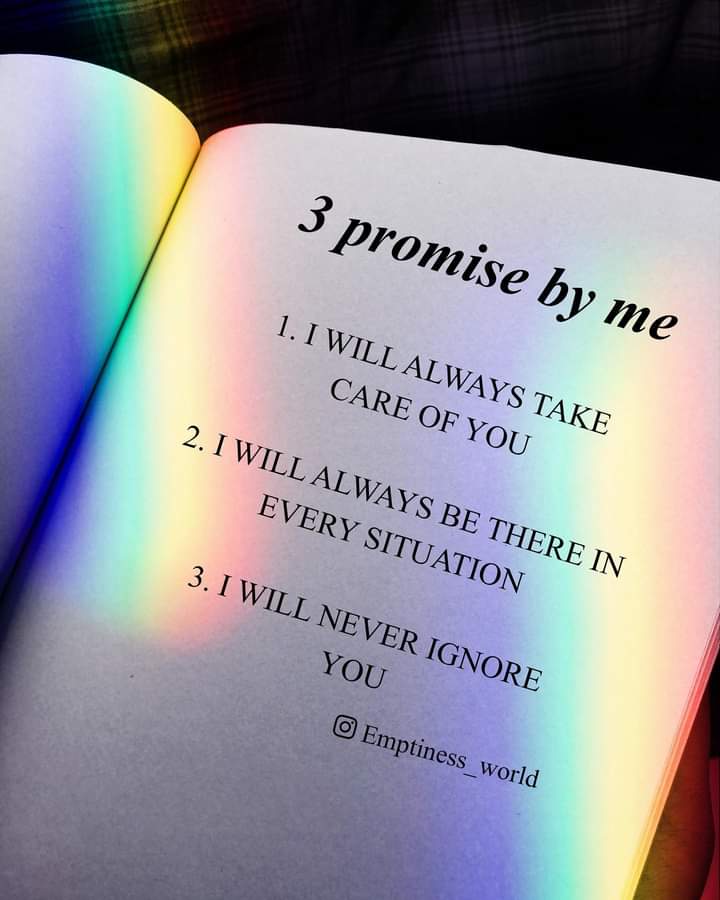 3 promise by me
1. I WILL ALWAYS TAKE
CARE OF YOU
2. I WILL ALWAYS BE THERE IN
EVERY SITUATION
3. I WILL NEVER IGNORE
YOU
Emptiness_world